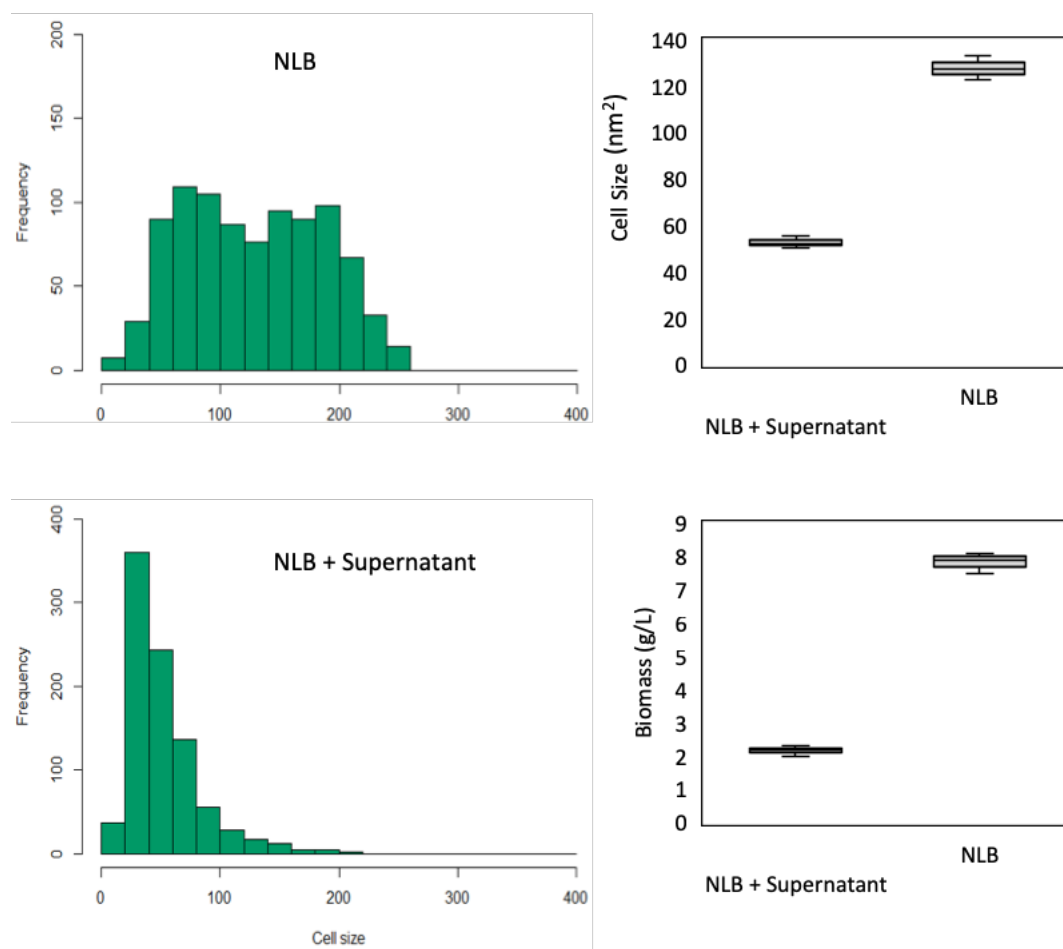 NLB
Frequency
200
150
100
50
0
0 100 200 300 400
Cell Size (nm²)
140
120
100
80
60
40
20
0
NLB
NLB + Supernatant
NLB + Supernatant
Frequency
400
300
200
100
0
0 100 200 300 400
Cell size
Biomass (g/L)
9
8
7
6
5
4
3
2
1
0
NLB
NLB + Supernatant